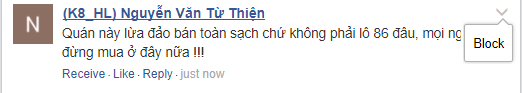 N
(K8_HL) Nguyễn Văn Từ Thiện
Quán này lừa đảo bán toàn sạch chứ không phải lô 86 đâu, mọi ng
đừng mua ở đây nữa !!!
Block
Receive · Like · Reply · just now